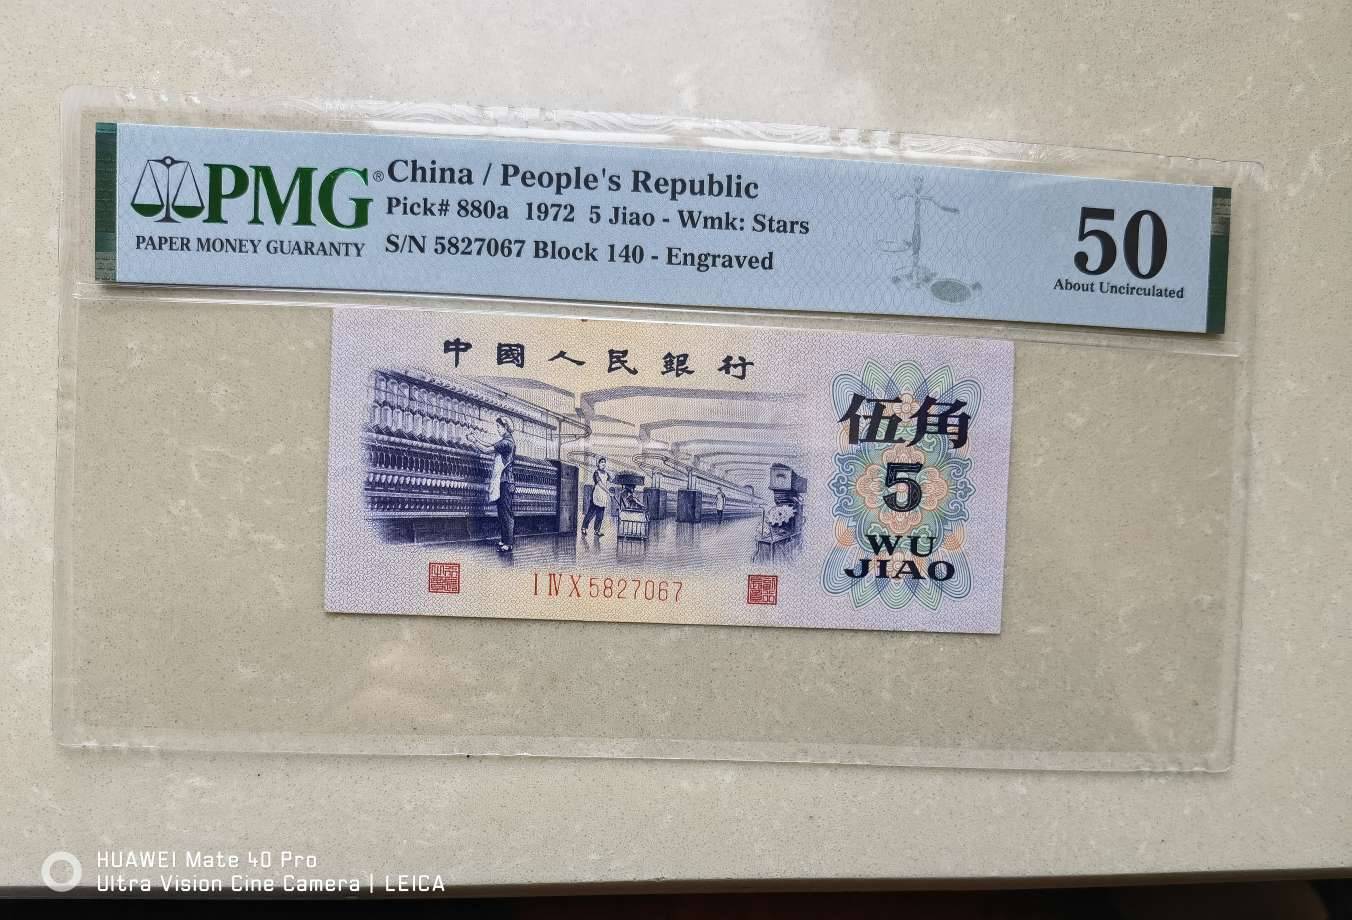 PMG®
PAPER MONEY GUARANTY
China / People's Republic
Pick# 880a 1972 5 Jiao - Wmk: Stars
S/N 5827067 Block 140 - Engraved
50
About Uncirculated
中國人民銀行
伍角
5
WU
JIAO
I IV X 5827067
HUAWEI Mate 40 Pro
Ultra Vision Cine Camera | LEICA